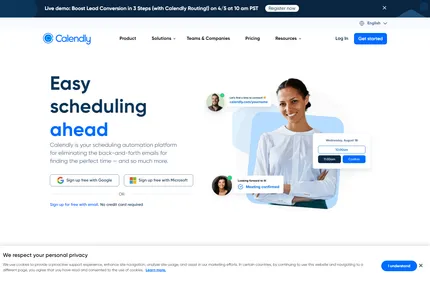 Live demo: Boost Lead Conversion in 3 Steps (with Calendly Routing!) on 4/5 at 10 am PST Register now
English
Calendly Product Solutions Teams & Companies Pricing Resources Log In Get started
Easy
scheduling
ahead
Calendly is your scheduling automation platform
for eliminating the back-and-forth emails for
finding the perfect time — and so much more.
Sign up free with Google Sign up free with Microsoft
OR
Sign up for free with email. No credit card required.
calendly.com/yourname
Wednesday, August 18
10:00am
11:00am Confirm
Looking forward to it!
Meeting confirmed
We respect your personal privacy
We use cookies to provide a proactive support experience, enhance site navigation, analyze site usage, and assist in our marketing efforts. In certain countries, by continuing to use this website and navigating to
a different page, you agree that you have read and consented to the use of cookies. Learn more.
I understand